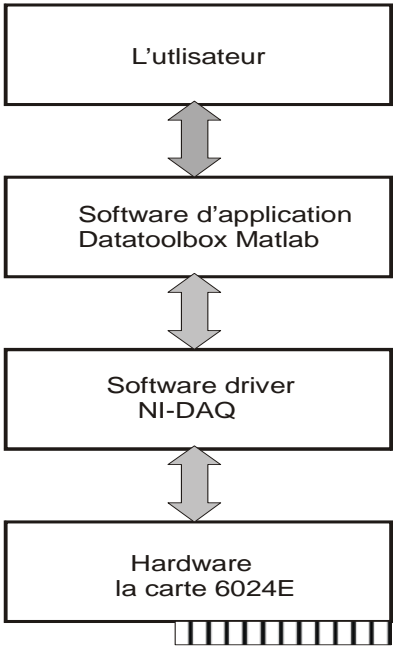 L'utlisateur
Software d'application
Datatoolbox Matlab
Software driver
NI-DAQ
Hardware
la carte 6024E